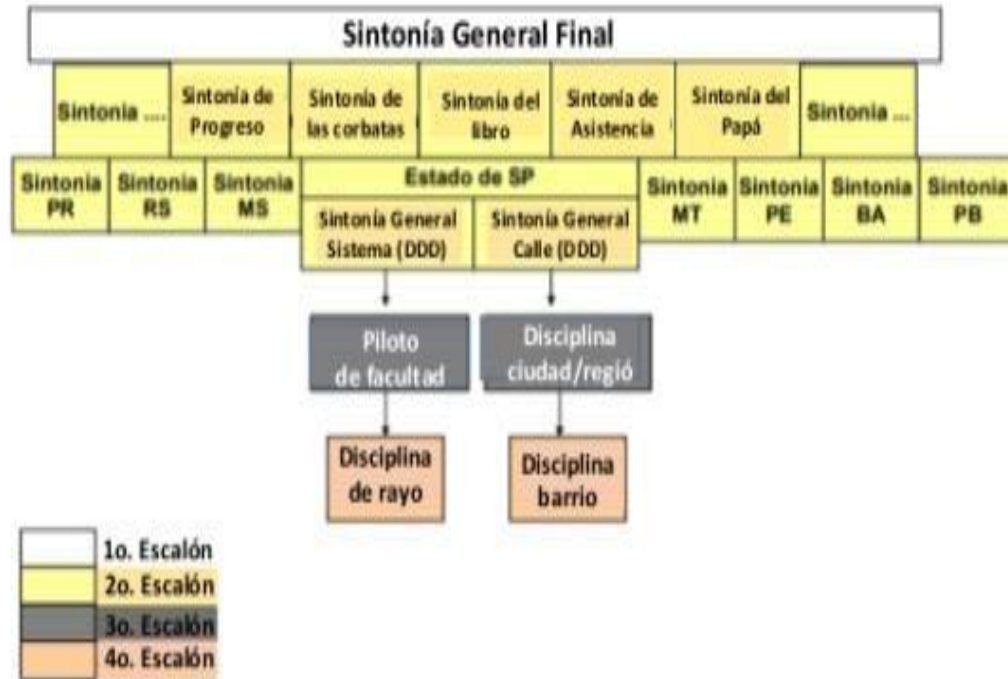 Sintonía General Final
Sintonia ....
Sintonía de
Progreso
Sintonía de
las corbatas
Sintonía del
libro
Sintonía de
Asistencia
Sintonía del
Papá
Sintonia ...
Sintonia
PR
Sintonia
RS
Sintonia
MS
Estado de SP
Sintonía General
Sistema (DDD)
Sintonía General
Calle (DDD)
Sintonia
MT
Sintonia
PE
Sintonia
BA
Sintonia
PB
Piloto
de facultad
Disciplina
ciudad/regió
Disciplina
de rayo
Disciplina
barrio
1o. Escalón
2o. Escalón
3o. Escalón
4o. Escalón